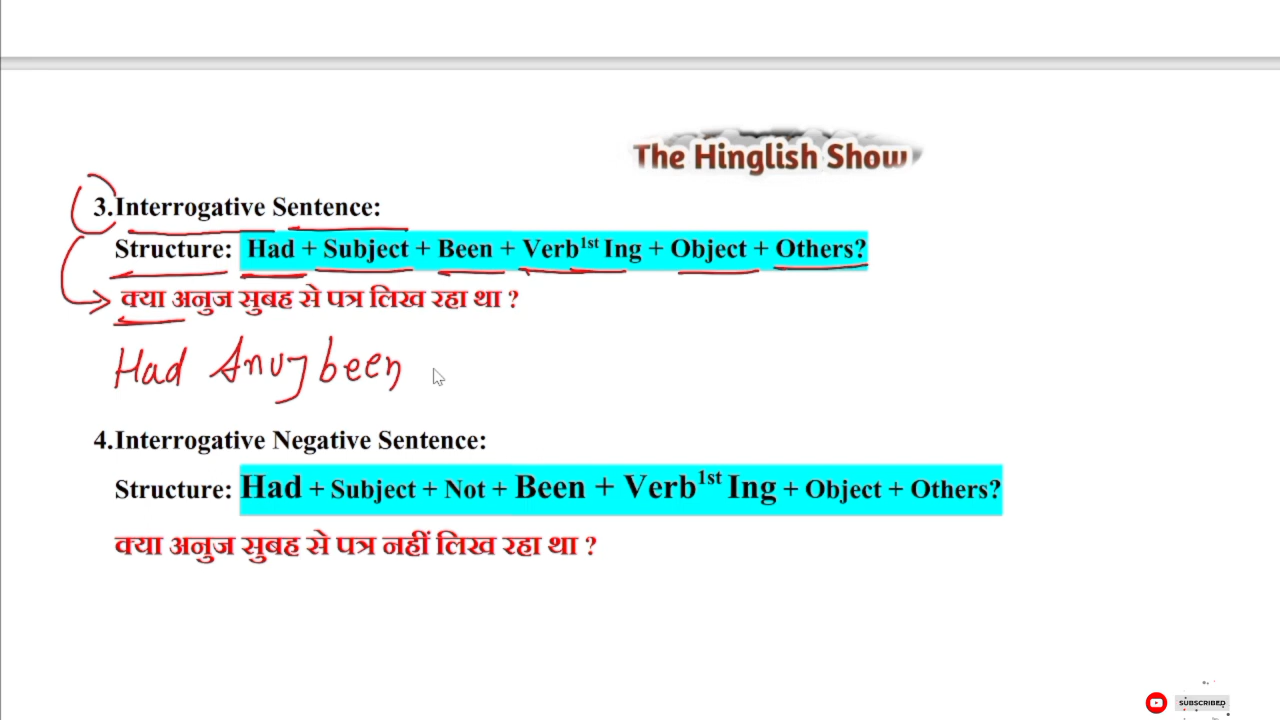 The Hinglish Show
3.Interrogative Sentence:
Structure: Had + Subject + Been + Verb1st Ing + Object + Others?
क्या अनुज सुबह से पत्र लिख रहा था ?
Had Anuj been
4.Interrogative Negative Sentence:
Structure: Had + Subject + Not + Been + Verb1st Ing + Object + Others?
क्या अनुज सुबह से पत्र नहीं लिख रहा था ?
SUBSCRIBED